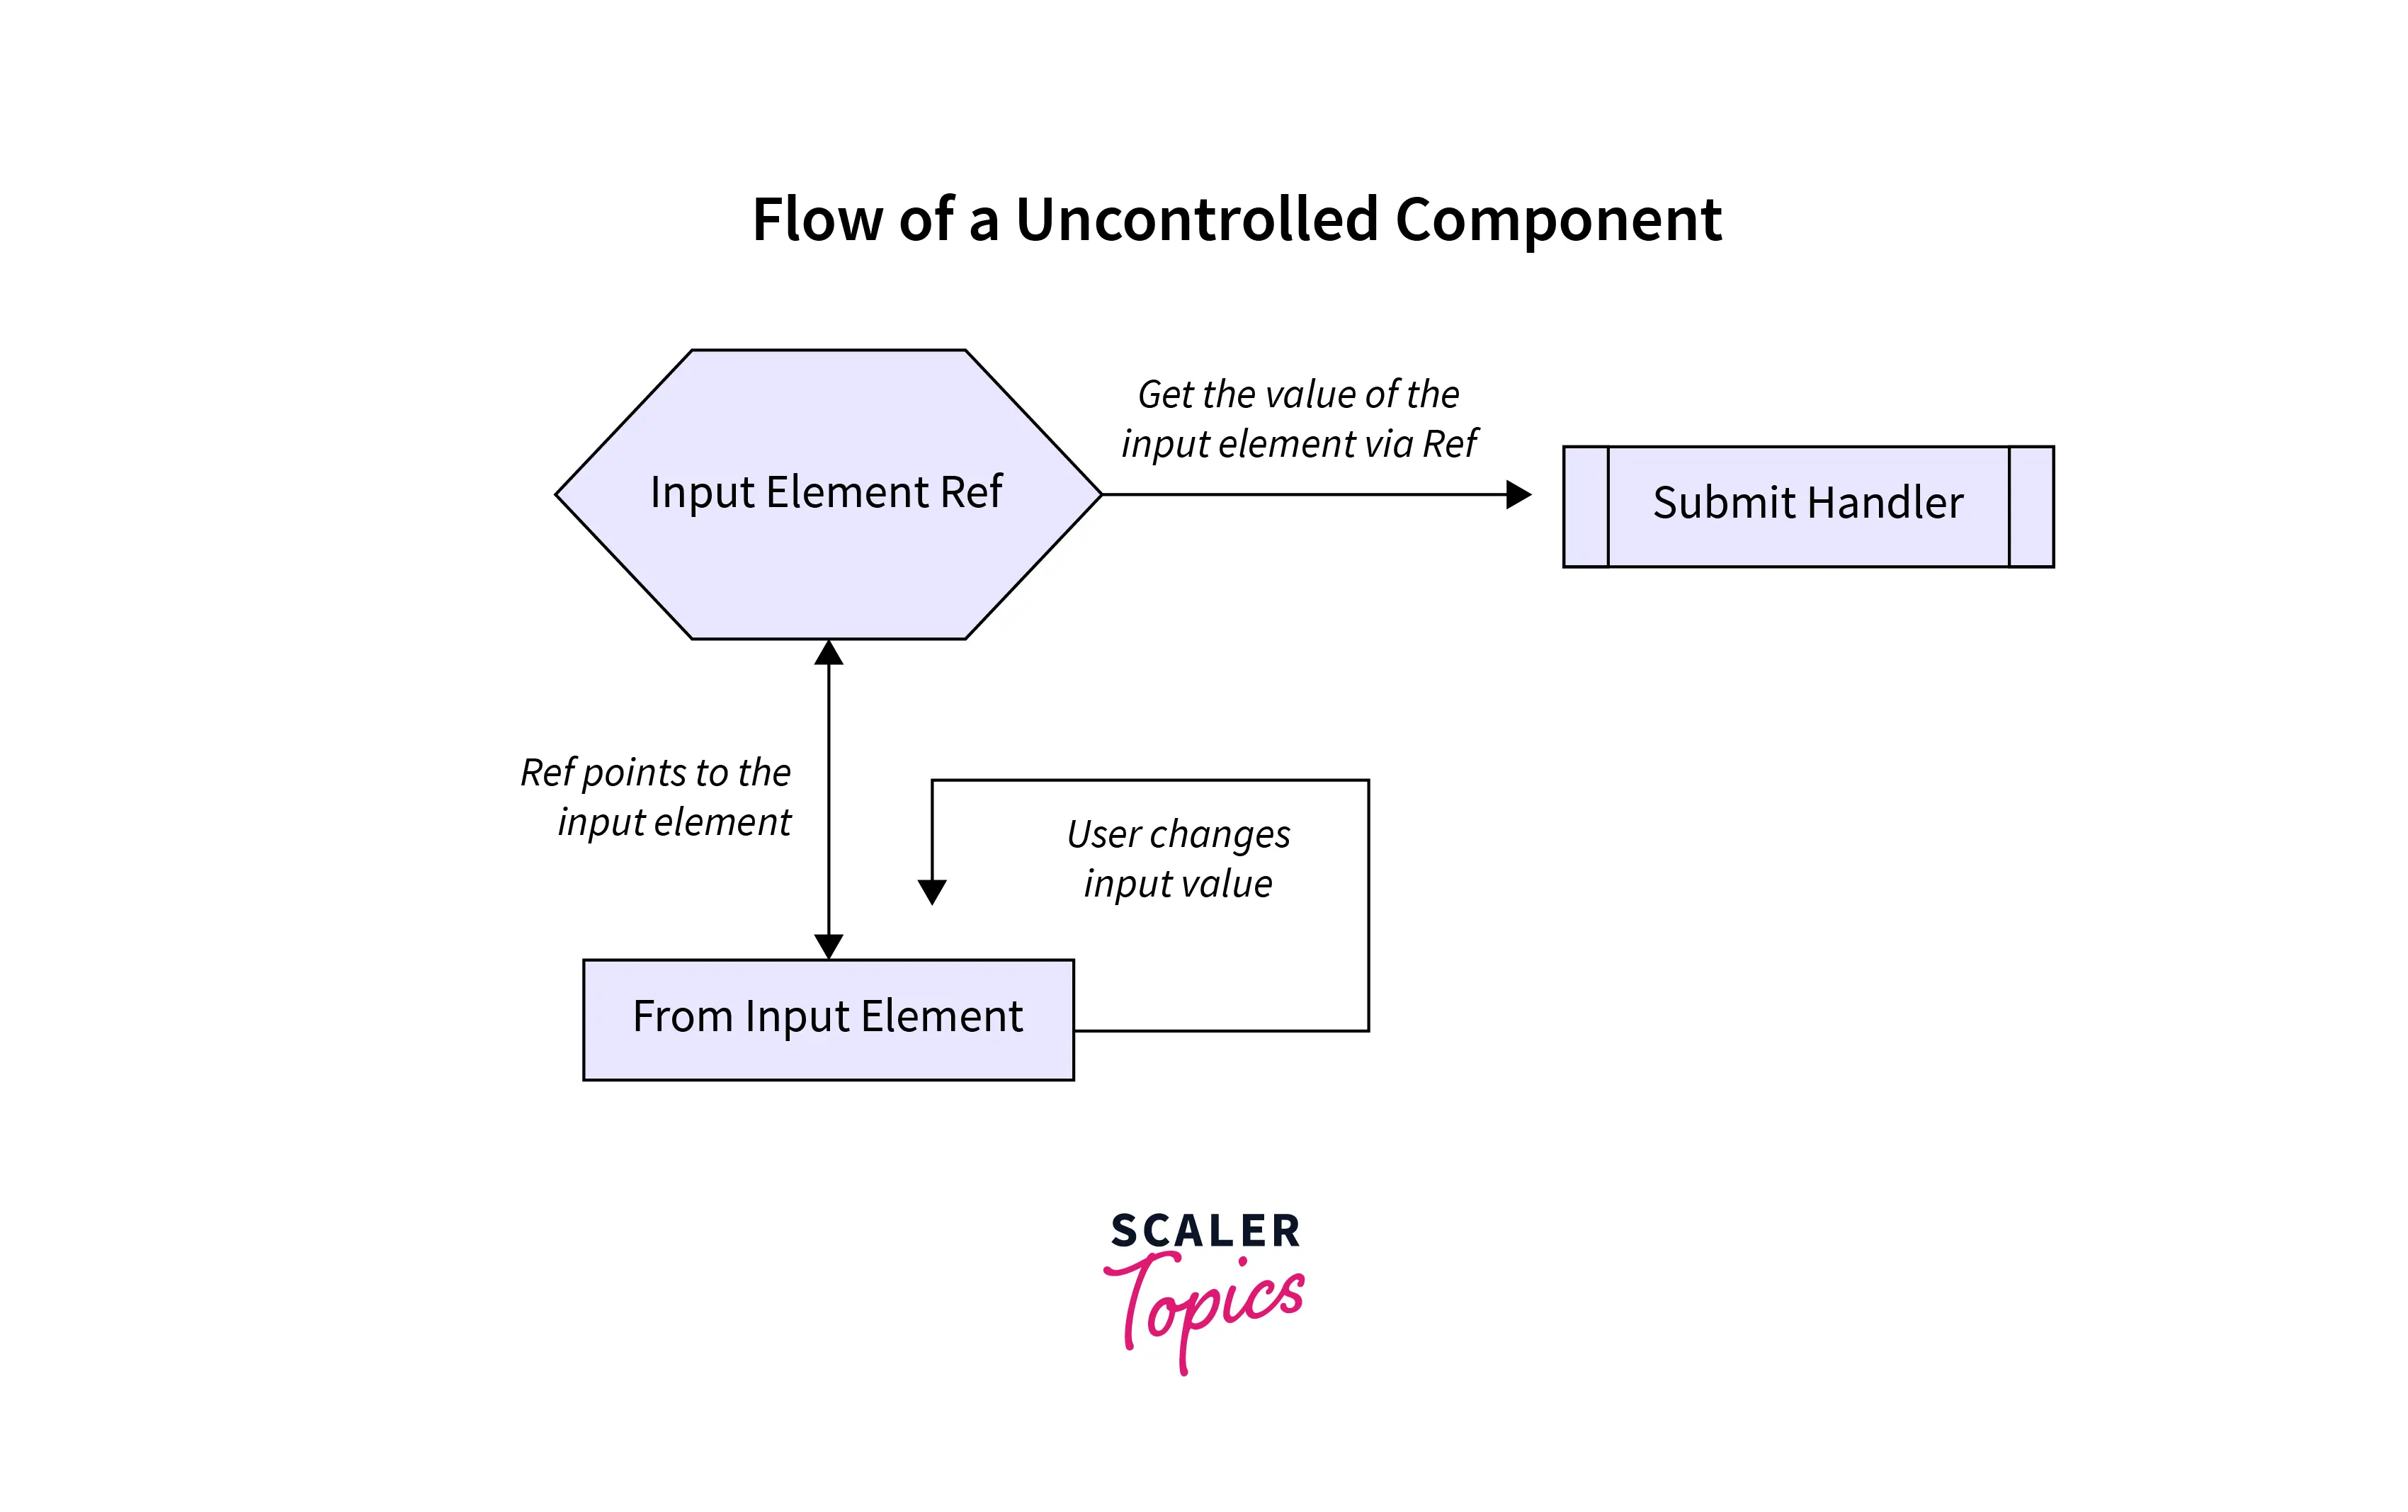 Flow of a Uncontrolled Component
Get the value of the
input element via Ref
Input Element Ref
Submit Handler
Ref points to the
input element
User changes
input value
From Input Element
SCALER
Topics